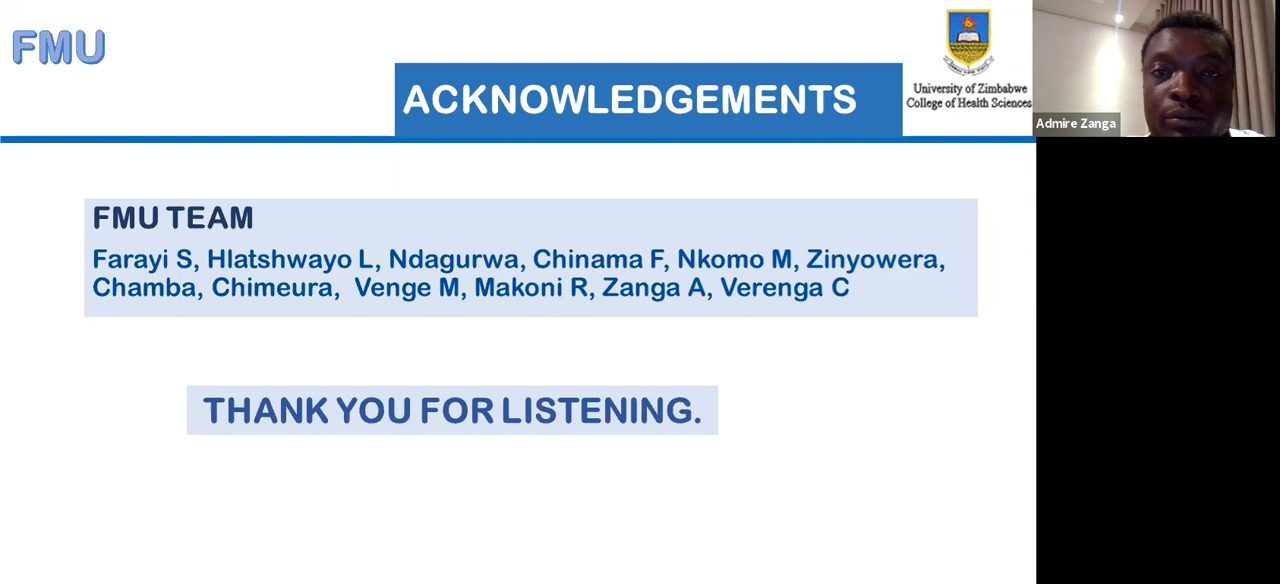 FMU
ACKNOWLEDGEMENTS
University of Zimbabwe
College of Health Sciences
Admire Zanga
FMU TEAM
Farayi S, Hlatshwayo L, Ndagurwa, Chinama F, Nkomo M, Zinyowera,
Chamba, Chimeura, Venge M, Makoni R, Zanga A, Verenga C
THANK YOU FOR LISTENING.